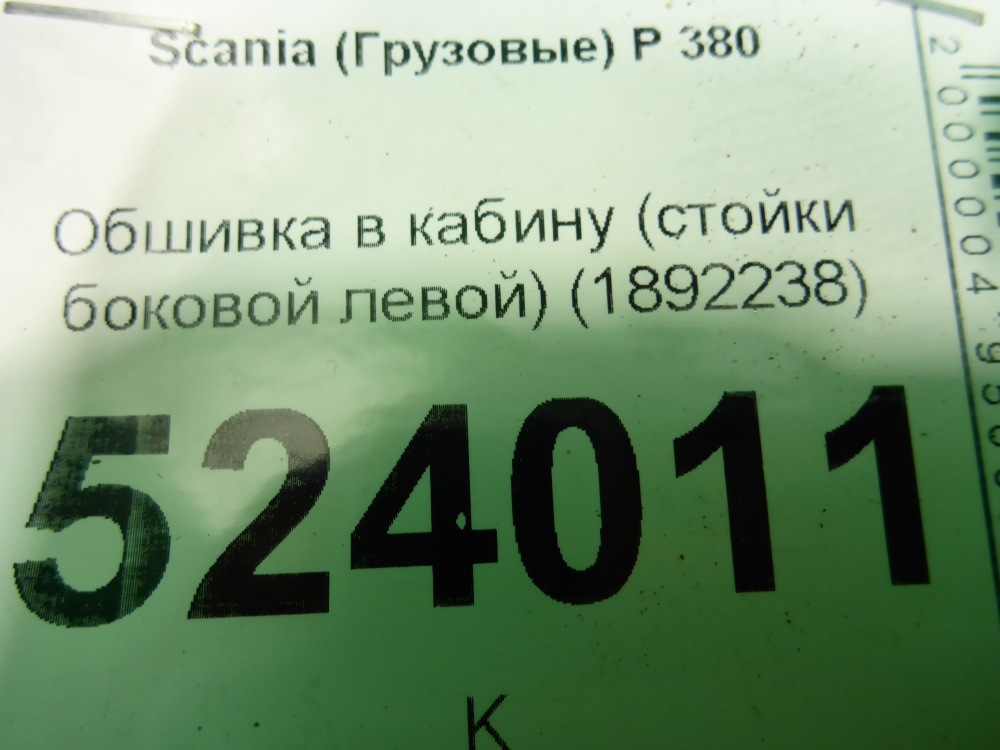 Scania (Грузовые) P 380
Обшивка в кабину (стойки
боковой левой) (1892238)
524011
К